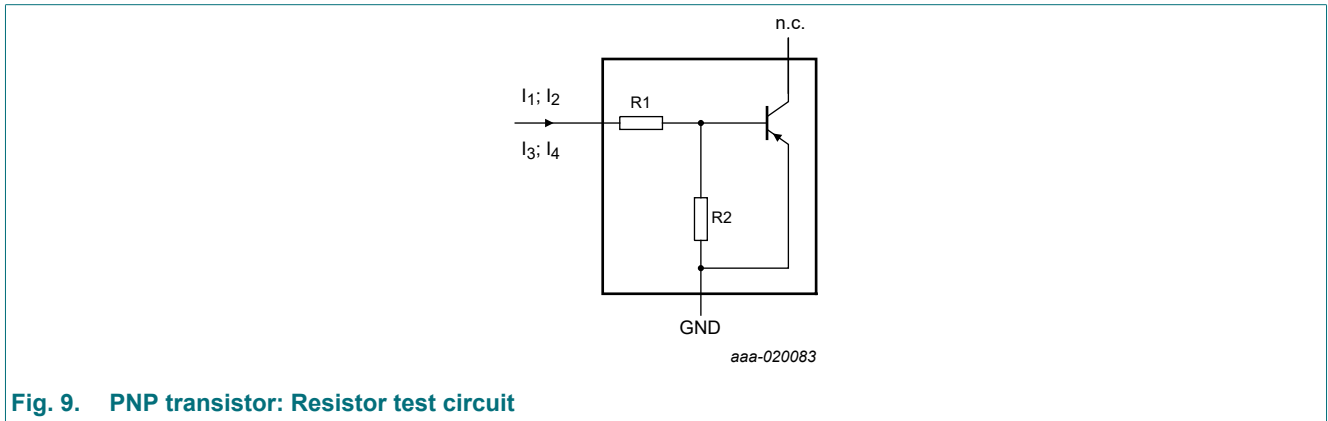 n.c.
I1; I2
R1
I3; I4
R2
GND
aaa-020083
Fig. 9. PNP transistor: Resistor test circuit